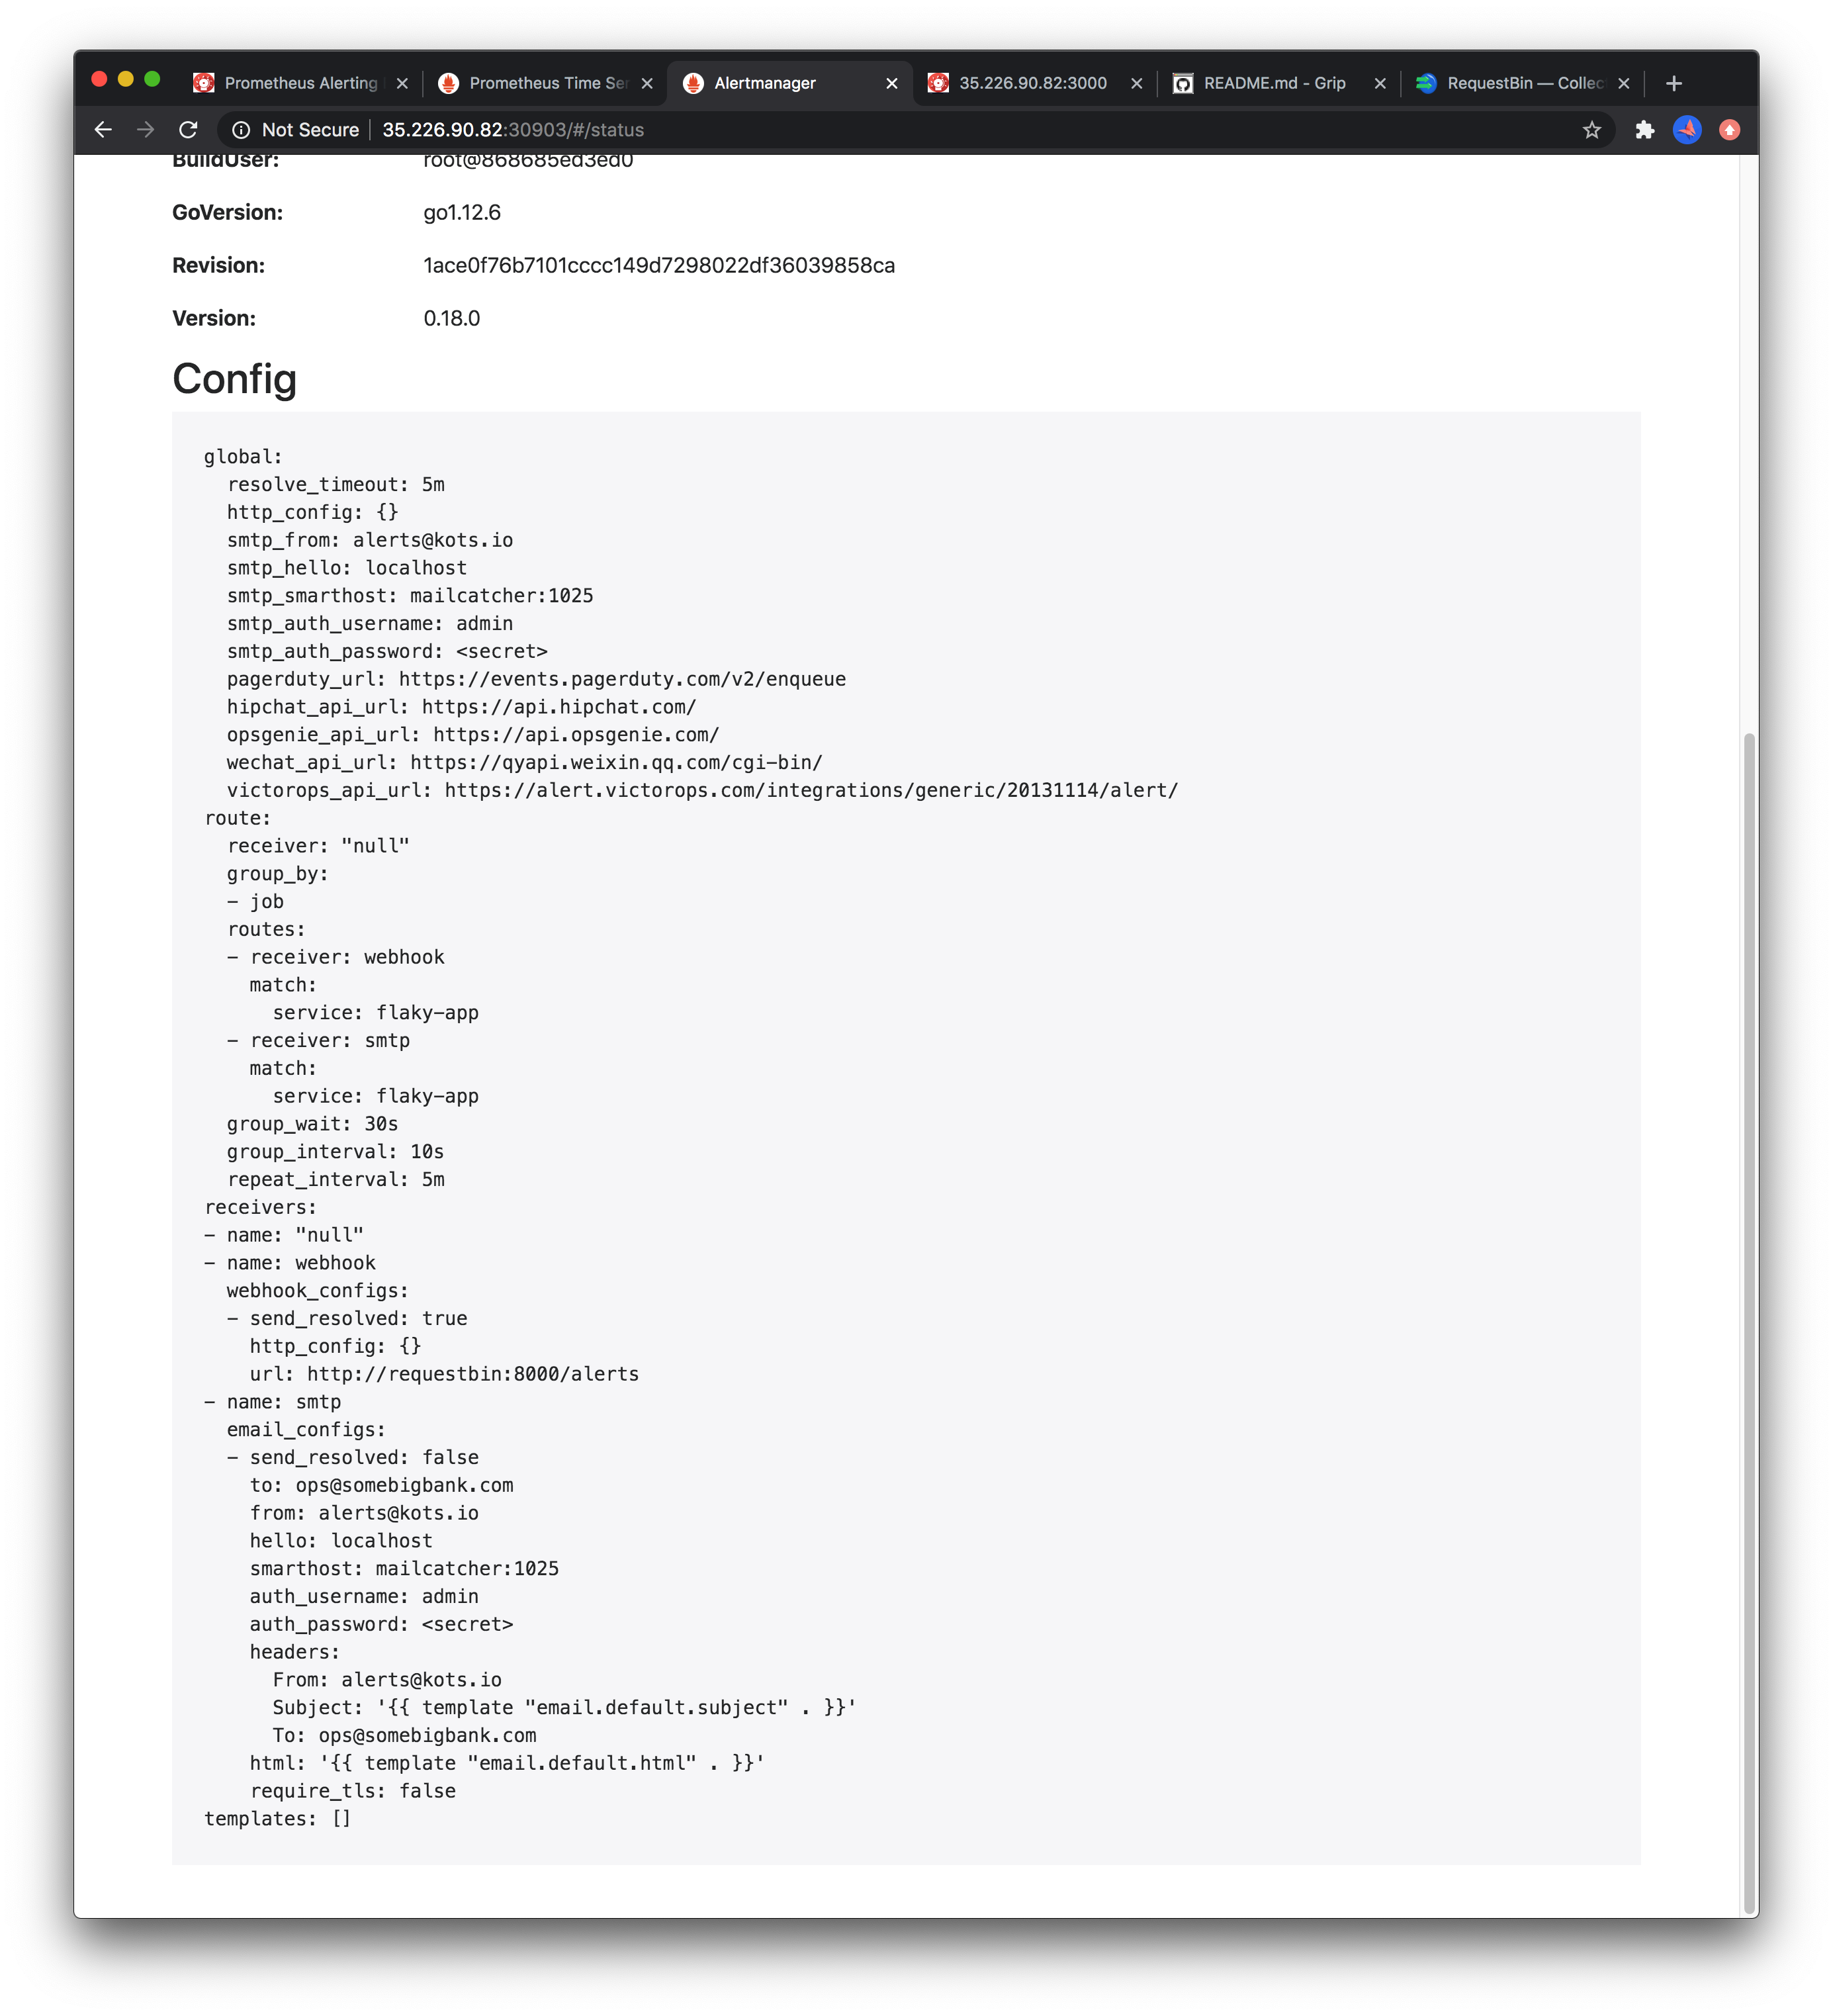 Prometheus Alerting
Prometheus Time Ser
Alertmanager
35.226.90.82:3000
README.md - Grip
RequestBin — Collec
Not Secure
35.226.90.82:30903/#/status
BuildUser: root@868685ed3ed0
GoVersion: go1.12.6
Revision: 1ace0f76b7101cccc149d7298022df36039858ca
Version: 0.18.0
Config
global:
  resolve_timeout: 5m
  http_config: {}
  smtp_from: alerts@kots.io
  smtp_hello: localhost
  smtp_smarthost: mailcatcher:1025
  smtp_auth_username: admin
  smtp_auth_password: <secret>
  pagerduty_url: https://events.pagerduty.com/v2/enqueue
  hipchat_api_url: https://api.hipchat.com/
  opsgenie_api_url: https://api.opsgenie.com/
  wechat_api_url: https://qyapi.weixin.qq.com/cgi-bin/
  victorops_api_url: https://alert.victorops.com/integrations/generic/20131114/alert/
route:
  receiver: "null"
  group_by:
  - job
  routes:
  - receiver: webhook
    match:
      service: flaky-app
  - receiver: smtp
    match:
      service: flaky-app
  group_wait: 30s
  group_interval: 10s
  repeat_interval: 5m
receivers:
- name: "null"
- name: webhook
  webhook_configs:
  - send_resolved: true
    http_config: {}
    url: http://requestbin:8000/alerts
- name: smtp
  email_configs:
  - send_resolved: false
    to: ops@somebigbank.com
    from: alerts@kots.io
    hello: localhost
    smarthost: mailcatcher:1025
    auth_username: admin
    auth_password: <secret>
    headers:
      From: alerts@kots.io
      Subject: '{{ template "email.default.subject" . }}'
      To: ops@somebigbank.com
    html: '{{ template "email.default.html" . }}'
    require_tls: false
templates: []